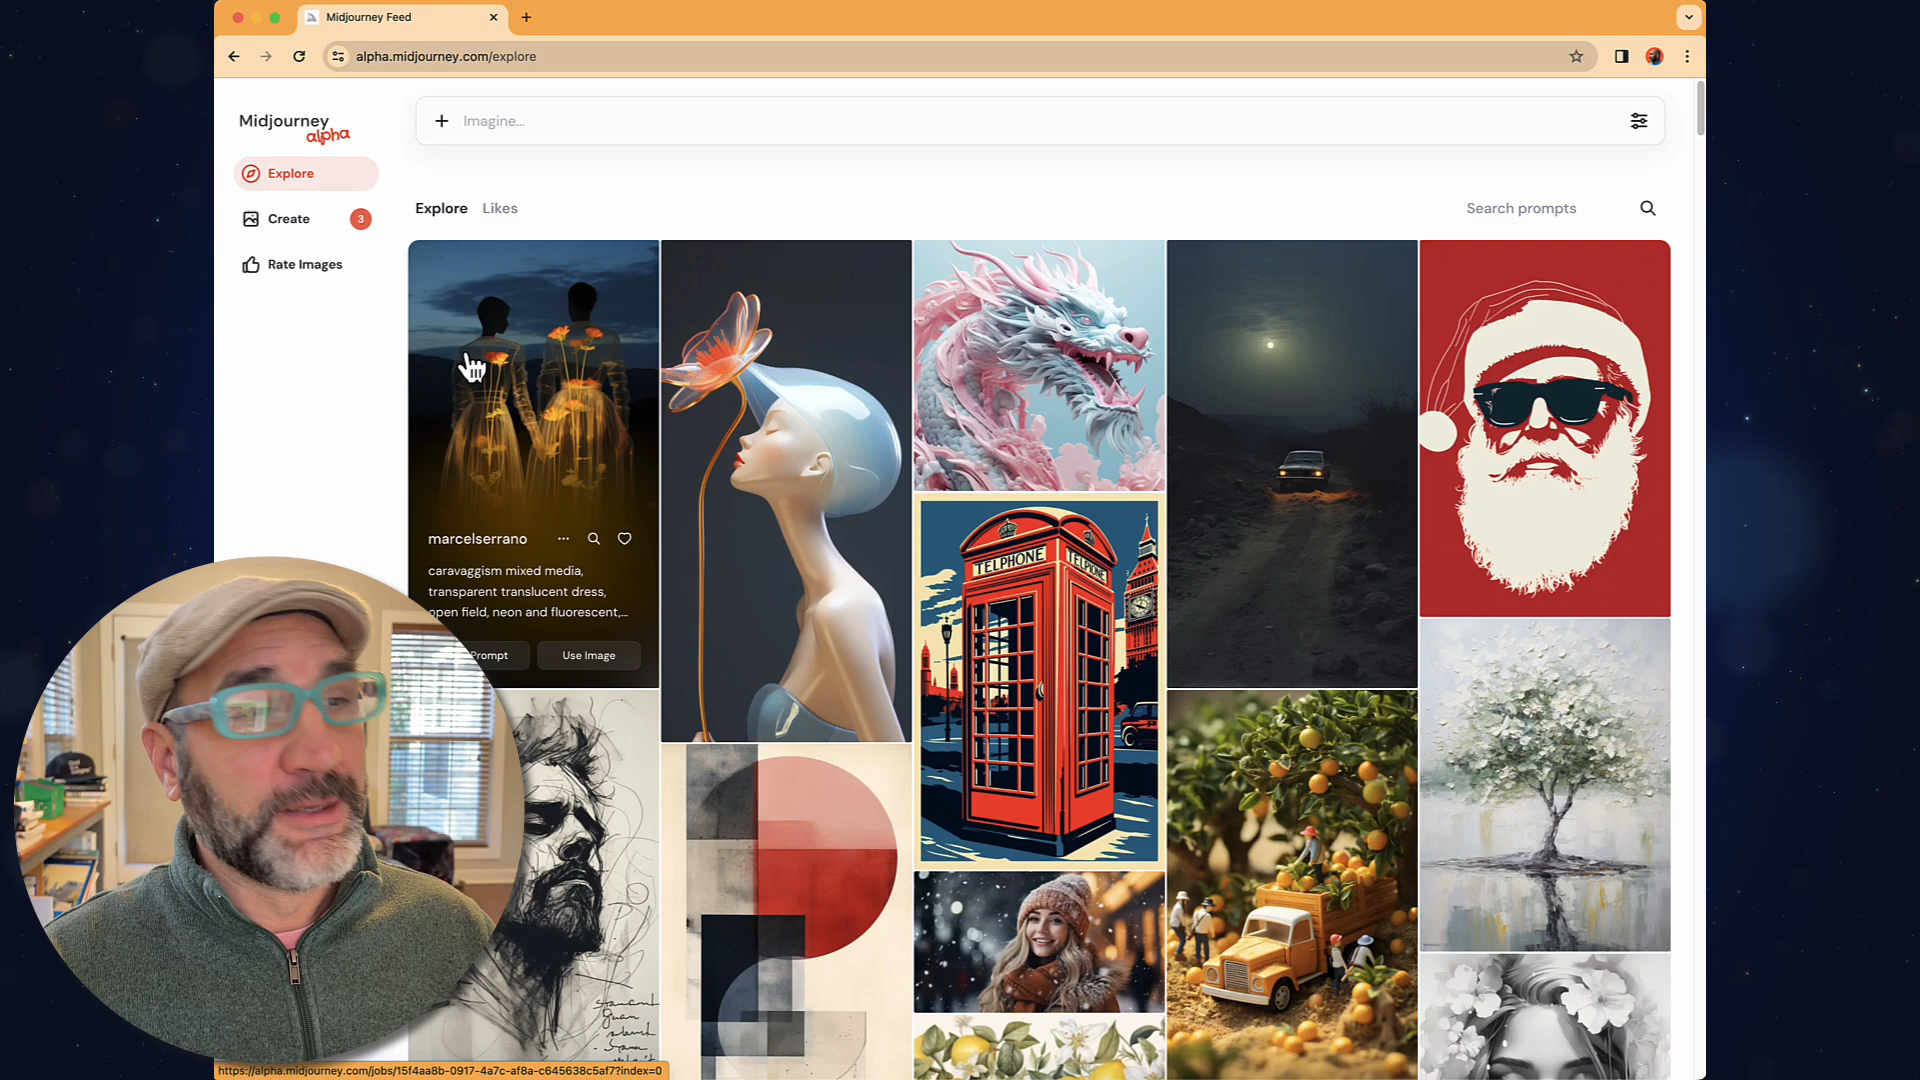 Midjourney Feed
alpha.midjourney.com/explore
Midjourney
alpha
Imagine...
Explore
Create
3
Rate Images
Explore Likes
Search prompts
marcelserrano
caravaggism mixed media,
transparent translucent dress,
open field, neon and fluorescent,...
Prompt
Use Image
TELPHONE
https://alpha.midjourney.com/jobs/15f4aa8b-0917-4a7c-af8a-c645638c5af7?index=0